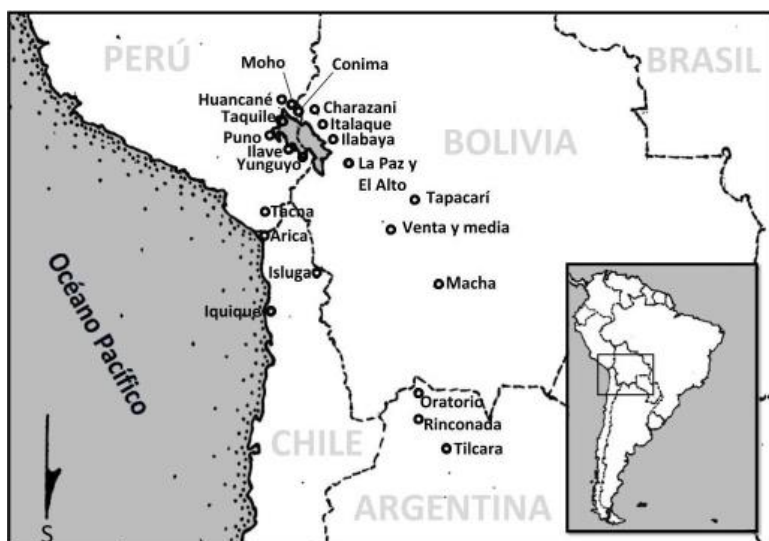 PERÚ
BRASIL
Moho
Conima
Huancané
Charazani
Taquile
Italaque
Puno
Ilabaya
BOLIVIA
Ilave
Yunguyo
La Paz y
El Alto
Tapacarí
Tacna
Venta y media
Arica
Isluga
Macha
Iquique
Océano Pacífico
Oratorio
Rinconada
CHILE
Tilcara
ARGENTINA
S